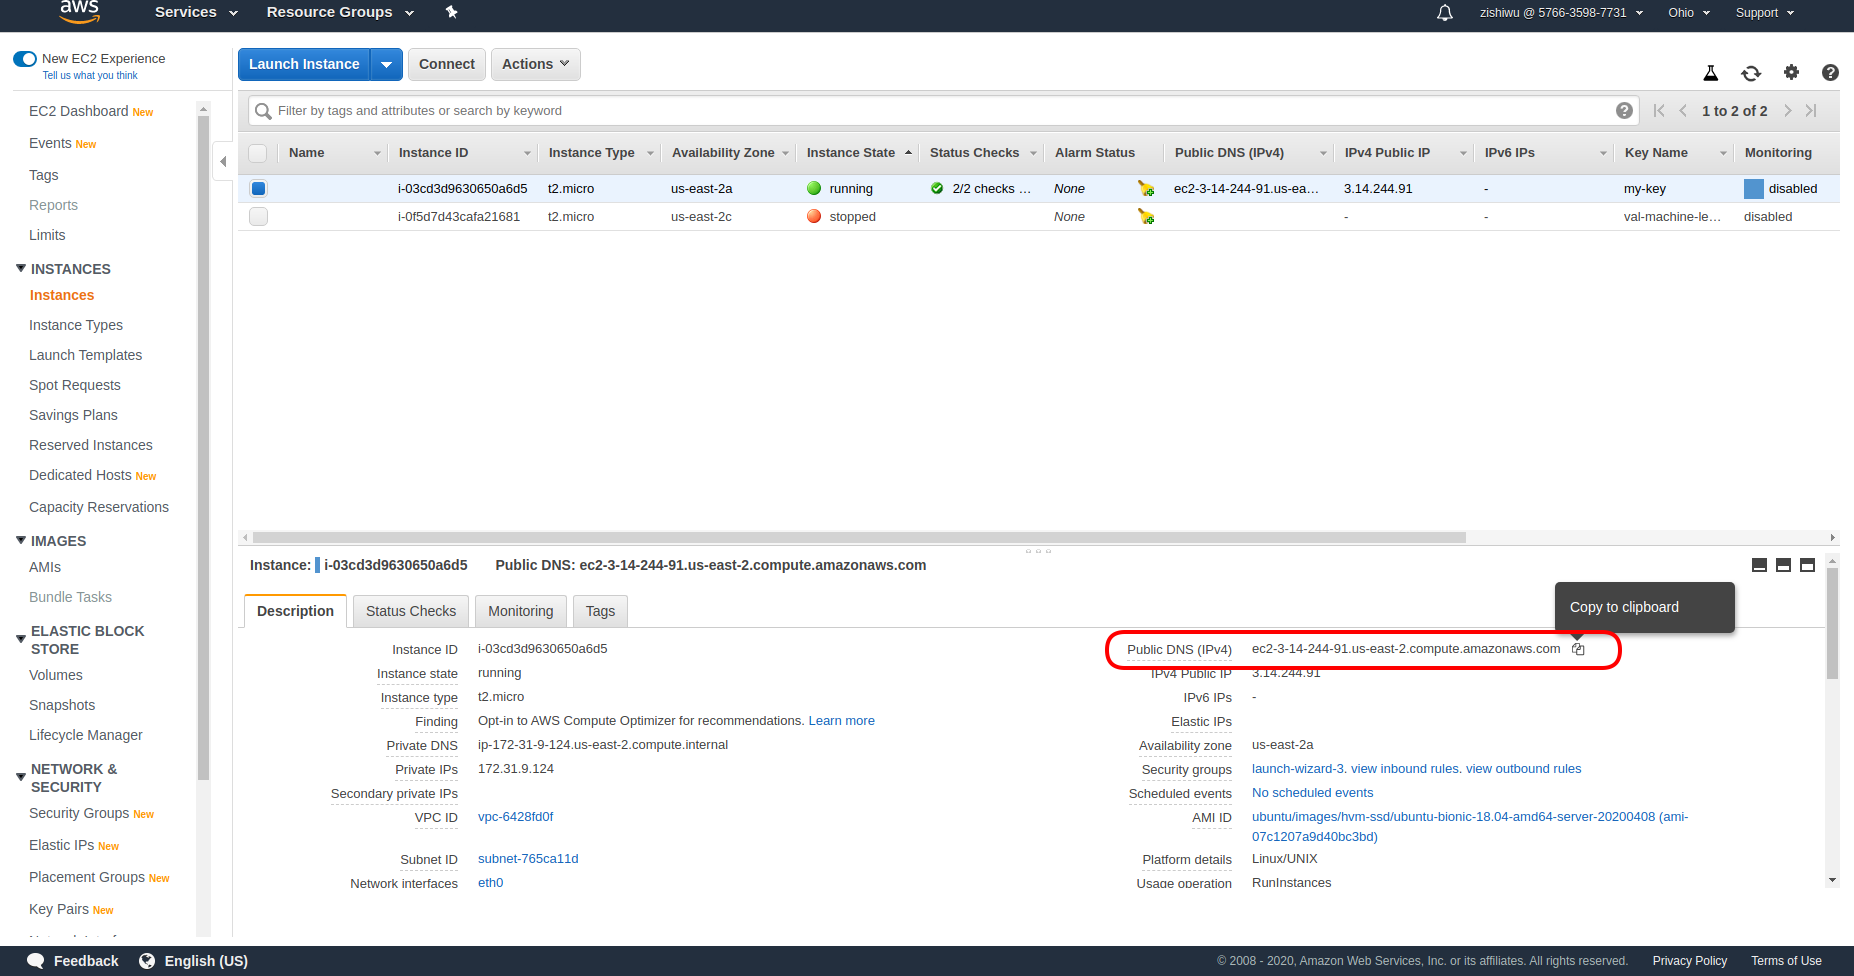 aws Services Resource Groups zishiwu @ 5766-3598-7731 Ohio Support
New EC2 Experience
Tell us what you think
Launch Instance Connect Actions
Filter by tags and attributes or search by keyword
1 to 2 of 2
Name Instance ID Instance Type Availability Zone Instance State Status Checks Alarm Status Public DNS (IPv4) IPv4 Public IP IPv6 IPs Key Name Monitoring
i-03cd3d9630650a6d5 t2.micro us-east-2a running 2/2 checks ... None ec2-3-14-244-91.us-ea... 3.14.244.91 - my-key disabled
i-0f5d7d43cafa21681 t2.micro us-east-2c stopped None - - val-machine-le... disabled
EC2 Dashboard New
Events New
Tags
Reports
Limits
INSTANCES
Instances
Instance Types
Launch Templates
Spot Requests
Savings Plans
Reserved Instances
Dedicated Hosts New
Capacity Reservations
IMAGES
AMIs
Bundle Tasks
ELASTIC BLOCK
STORE
Volumes
Snapshots
Lifecycle Manager
NETWORK &
SECURITY
Security Groups New
Elastic IPs New
Placement Groups New
Key Pairs New
Instance: i-03cd3d9630650a6d5 Public DNS: ec2-3-14-244-91.us-east-2.compute.amazonaws.com
Copy to clipboard
Description Status Checks Monitoring Tags
Instance ID i-03cd3d9630650a6d5
Instance state running
Instance type t2.micro
Finding Opt-in to AWS Compute Optimizer for recommendations. Learn more
Private DNS ip-172-31-9-124.us-east-2.compute.internal
Private IPs 172.31.9.124
Secondary private IPs
VPC ID vpc-6428fd0f
Subnet ID subnet-765ca11d
Network interfaces eth0
Public DNS (IPv4) ec2-3-14-244-91.us-east-2.compute.amazonaws.com
IPv4 Public IP 3.14.244.91
IPv6 IPs -
Elastic IPs
Availability zone us-east-2a
Security groups launch-wizard-3. view inbound rules. view outbound rules
Scheduled events No scheduled events
AMI ID ubuntu/images/hvm-ssd/ubuntu-bionic-18.04-amd64-server-20200408 (ami-
07c1207a9d40bc3bd)
Platform details Linux/UNIX
Usage operation RunInstances
Feedback English (US) © 2008 - 2020, Amazon Web Services, Inc. or its affiliates. All rights reserved. Privacy Policy Terms of Use